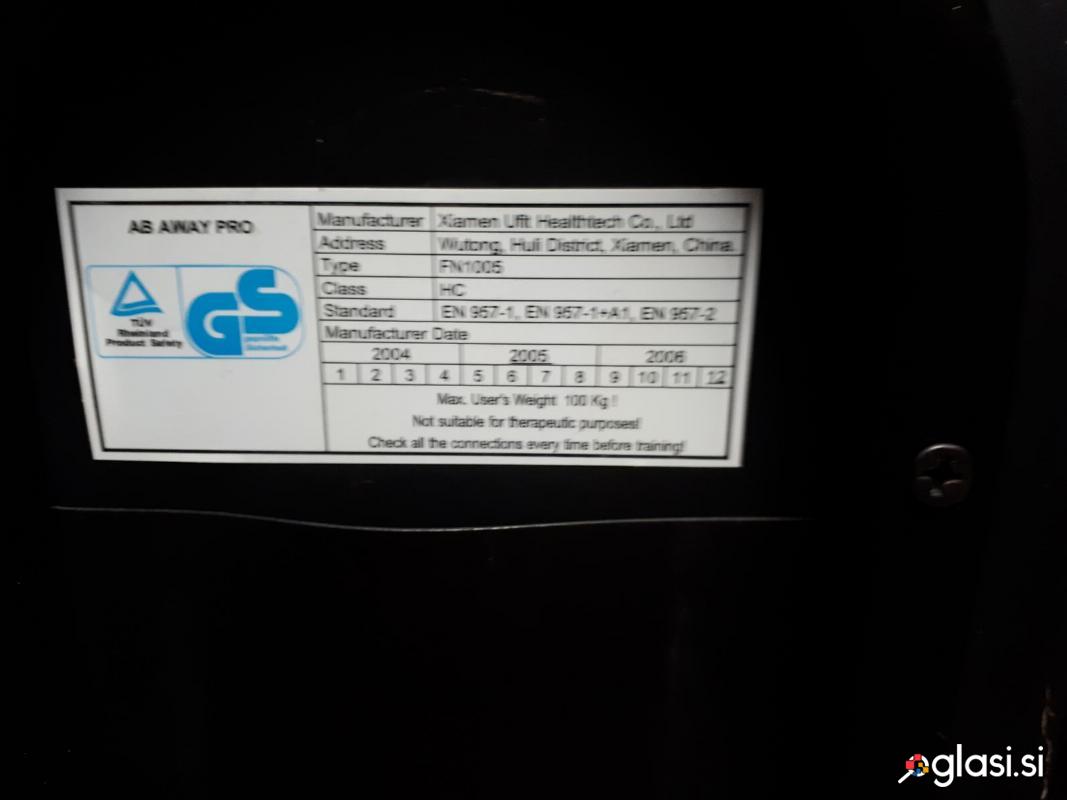 AB AWAY PRO
TÜV
Rheinland
Product Safety
GS
geprüfte
Sicherheit
Manufacturer Xiamen Ufit Healthtech Co., Ltd
Address Wutong, Huli District, Xiamen, China.
Type FN1005
Class HC
Standard EN 957-1, EN 957-1+A1, EN 957-2
Manufacturer Date
2004 2005 2006
1 2 3 4 5 6 7 8 9 10 11 12
Max. User's Weight 100 Kg !
Not suitable for therapeutic purposes!
Check all the connections every time before training!
oglasi.si